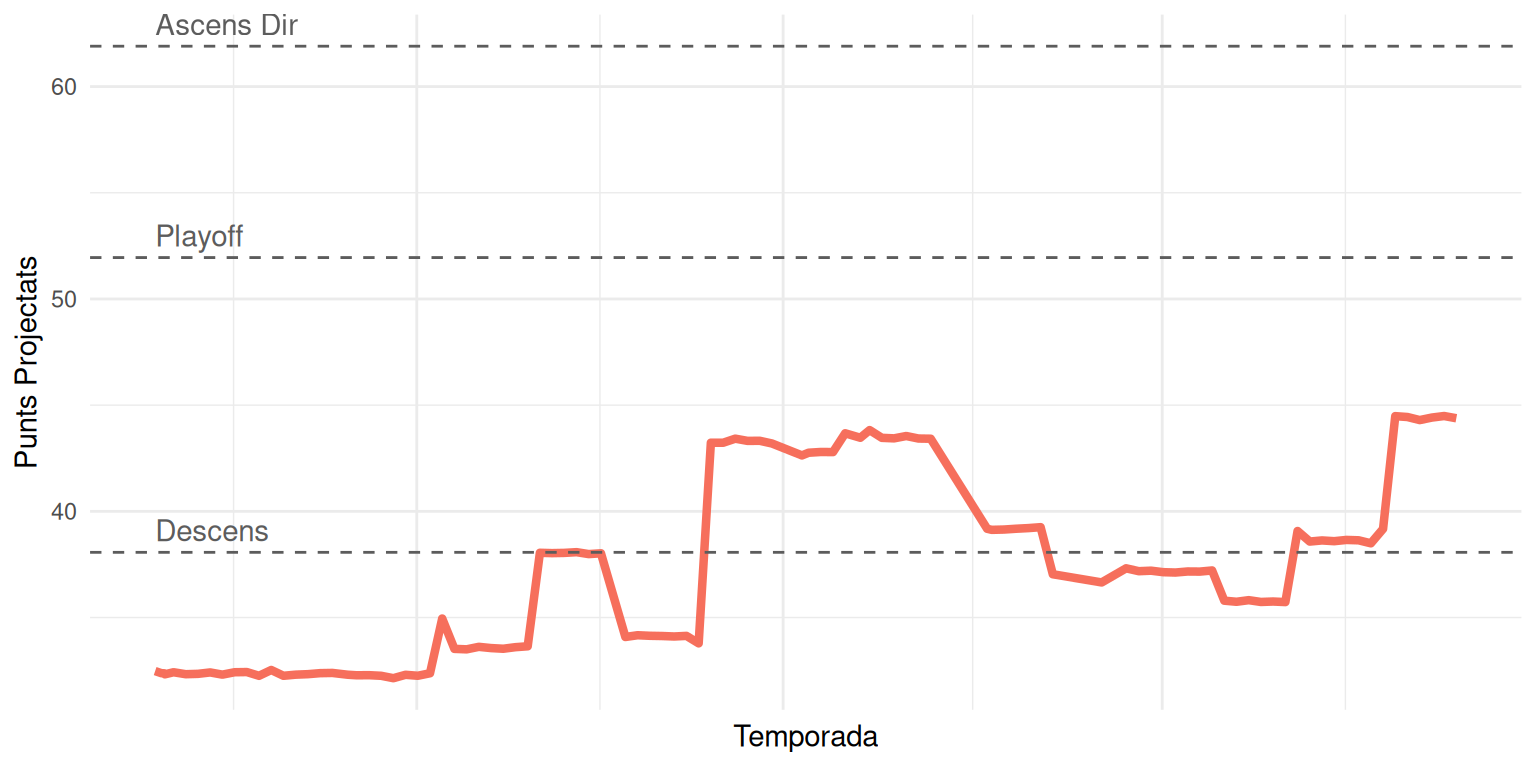 Ascens Dir
60
Playoff
50
Punts Projectats
40
Descens
Temporada